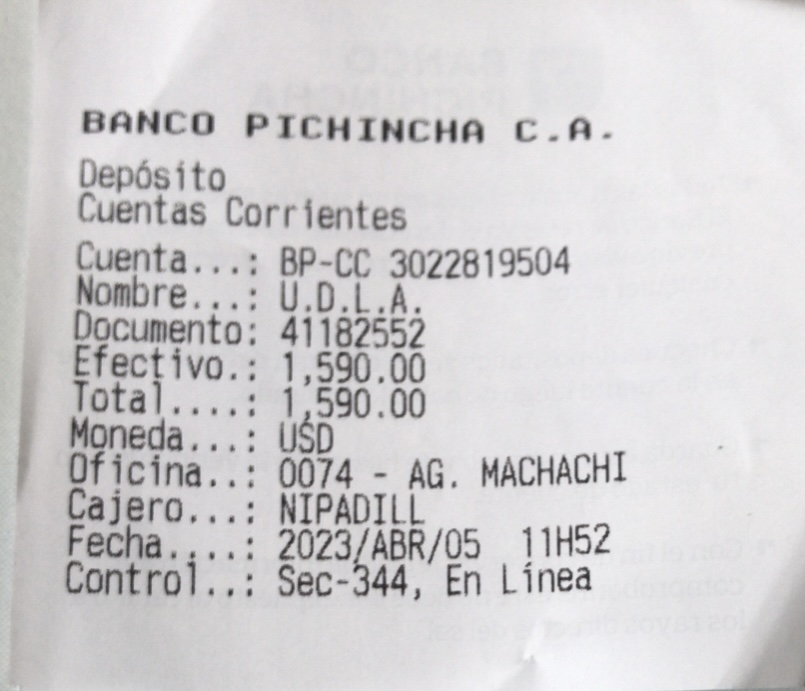 BANCO PICHINCHA C.A.
Depósito
Cuentas Corrientes
Cuenta...: BP-CC 3022819504
Nombre...: U.D.L.A.
Documento: 41182552
Efectivo.: 1,590.00
Total....: 1,590.00
Moneda...: USD
Oficina..: 0074 - AG. MACHACHI
Cajero...: NIPADILL
Fecha....: 2023/ABR/05 11H52
Control..: Sec-344, En Línea